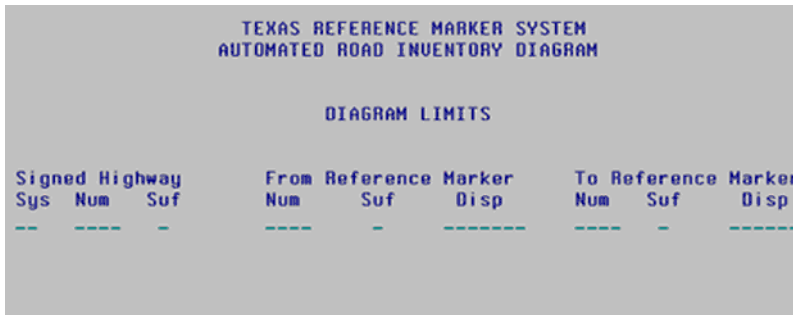 TEXAS REFERENCE MARKER SYSTEM
AUTOMATED ROAD INVENTORY DIAGRAM
DIAGRAM LIMITS
Signed Highway From Reference Marker To Reference Marker
Sys Num Suf Num Suf Disp Num Suf Disp
-- ---- - ---- - ------- ---- - ------